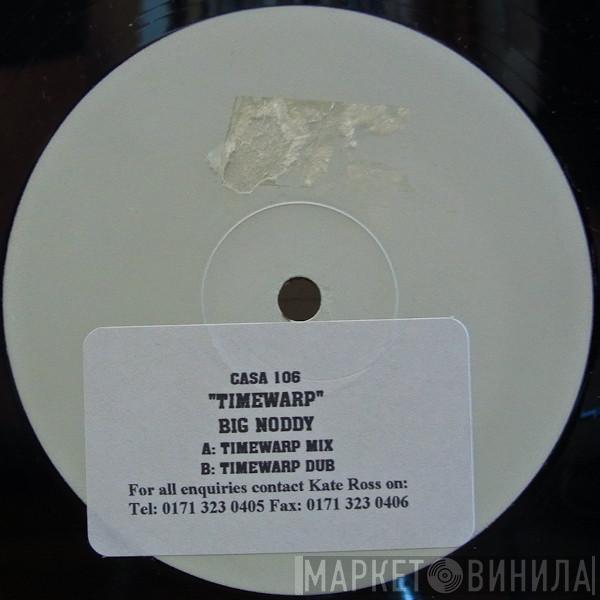 CASA 106
"TIMEWARP"
BIG NODDY
A: TIMEWARP MIX
B: TIMEWARP DUB
For all enquiries contact Kate Ross on:
Tel: 0171 323 0405 Fax: 0171 323 0406
МАРКЕТ ВИНИЛА